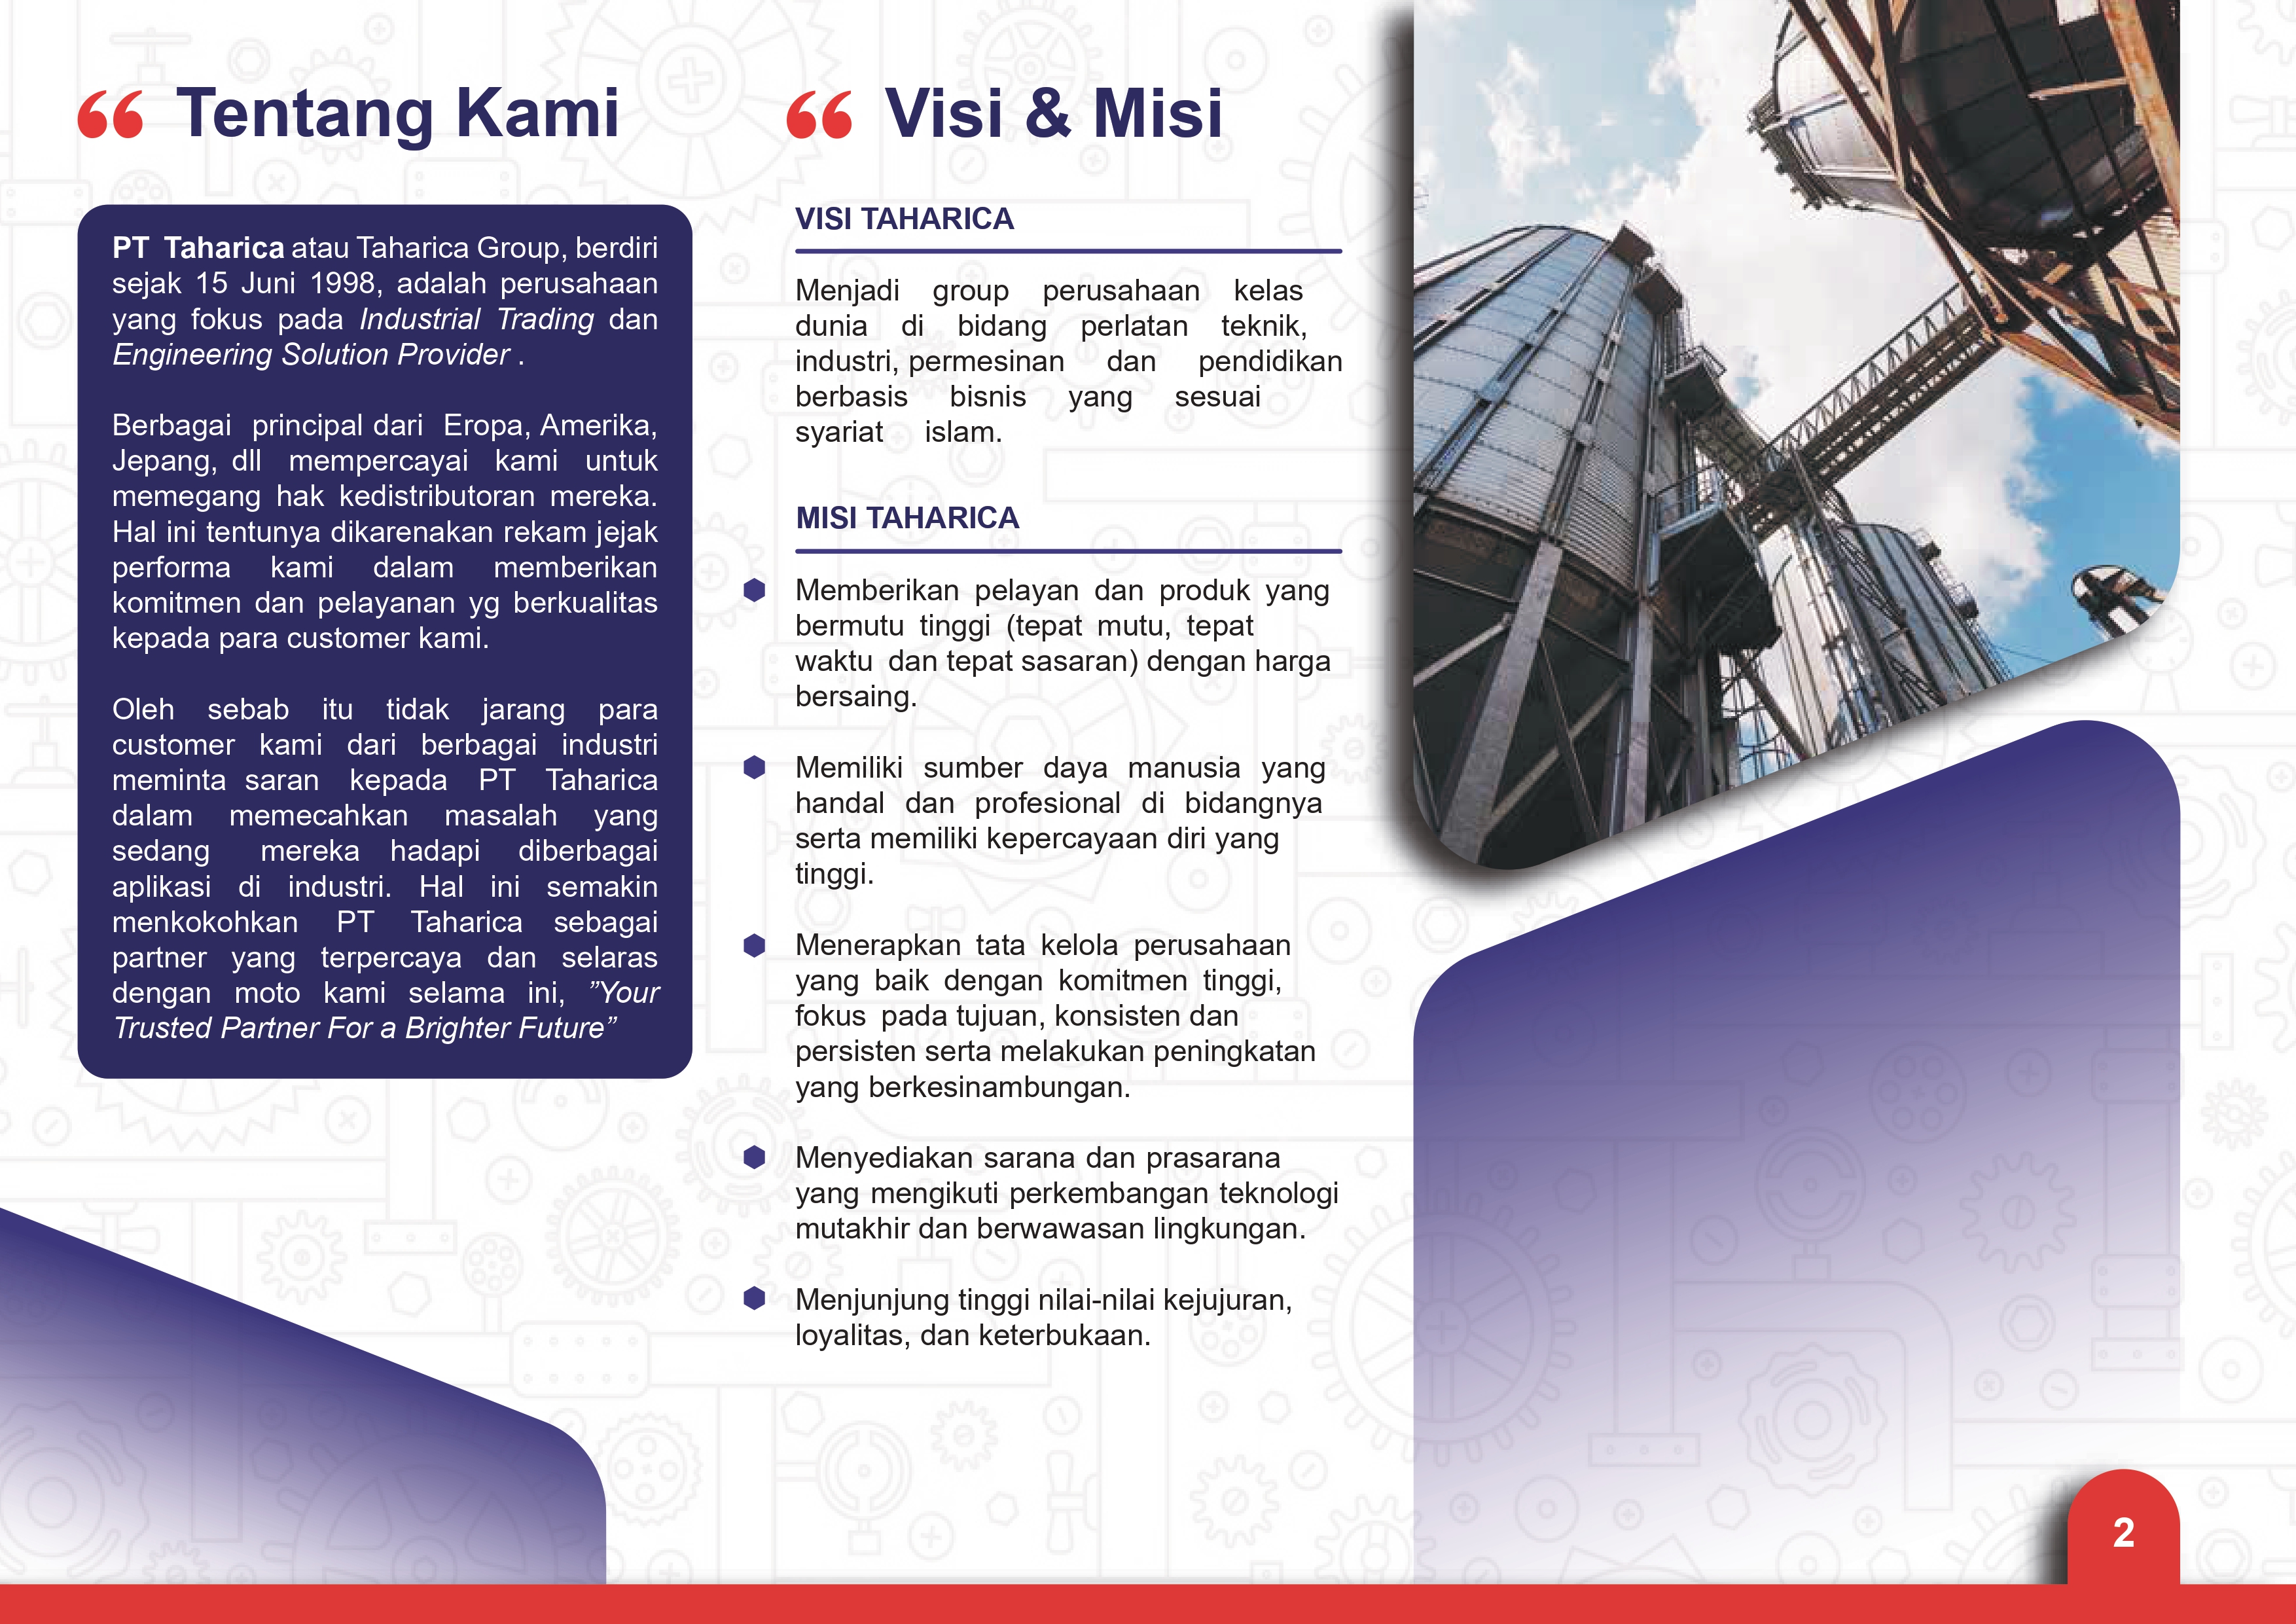 “ Tentang Kami
PT Taharica atau Taharica Group, berdiri
sejak 15 Juni 1998, adalah perusahaan
yang fokus pada Industrial Trading dan
Engineering Solution Provider .
Berbagai principal dari Eropa, Amerika,
Jepang, dll mempercayai kami untuk
memegang hak kedistributoran mereka.
Hal ini tentunya dikarenakan rekam jejak
performa kami dalam memberikan
komitmen dan pelayanan yg berkualitas
kepada para customer kami.
Oleh sebab itu tidak jarang para
customer kami dari berbagai industri
meminta saran kepada PT Taharica
dalam memecahkan masalah yang
sedang mereka hadapi diberbagai
aplikasi di industri. Hal ini semakin
menkokohkan PT Taharica sebagai
partner yang terpercaya dan selaras
dengan moto kami selama ini, ”Your
Trusted Partner For a Brighter Future”
“ Visi & Misi
VISI TAHARICA
Menjadi group perusahaan kelas
dunia di bidang perlatan teknik,
industri, permesinan dan pendidikan
berbasis bisnis yang sesuai
syariat islam.
MISI TAHARICA
Memberikan pelayan dan produk yang
bermutu tinggi (tepat mutu, tepat
waktu dan tepat sasaran) dengan harga
bersaing.
Memiliki sumber daya manusia yang
handal dan profesional di bidangnya
serta memiliki kepercayaan diri yang
tinggi.
Menerapkan tata kelola perusahaan
yang baik dengan komitmen tinggi,
fokus pada tujuan, konsisten dan
persisten serta melakukan peningkatan
yang berkesinambungan.
Menyediakan sarana dan prasarana
yang mengikuti perkembangan teknologi
mutakhir dan berwawasan lingkungan.
Menjunjung tinggi nilai-nilai kejujuran,
loyalitas, dan keterbukaan.
2